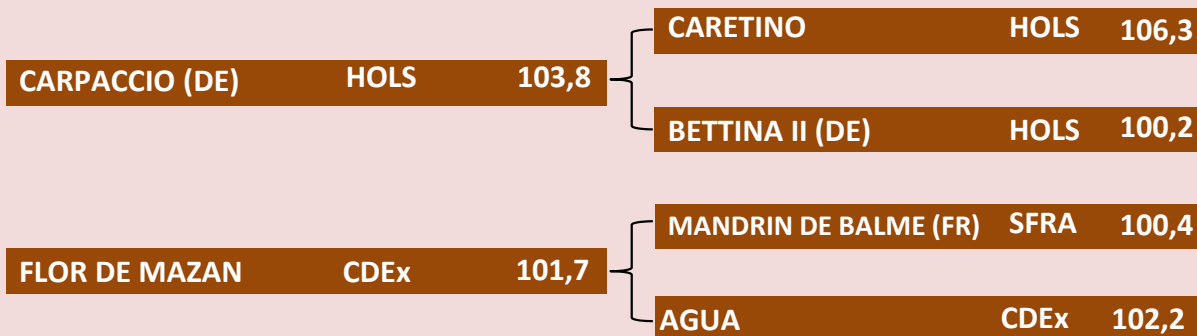 CARETINO HOLS 106,3
CARPACCIO (DE) HOLS 103,8
BETTINA II (DE) HOLS 100,2
MANDRIN DE BALME (FR) SFRA 100,4
FLOR DE MAZAN CDEx 101,7
AGUA CDEx 102,2